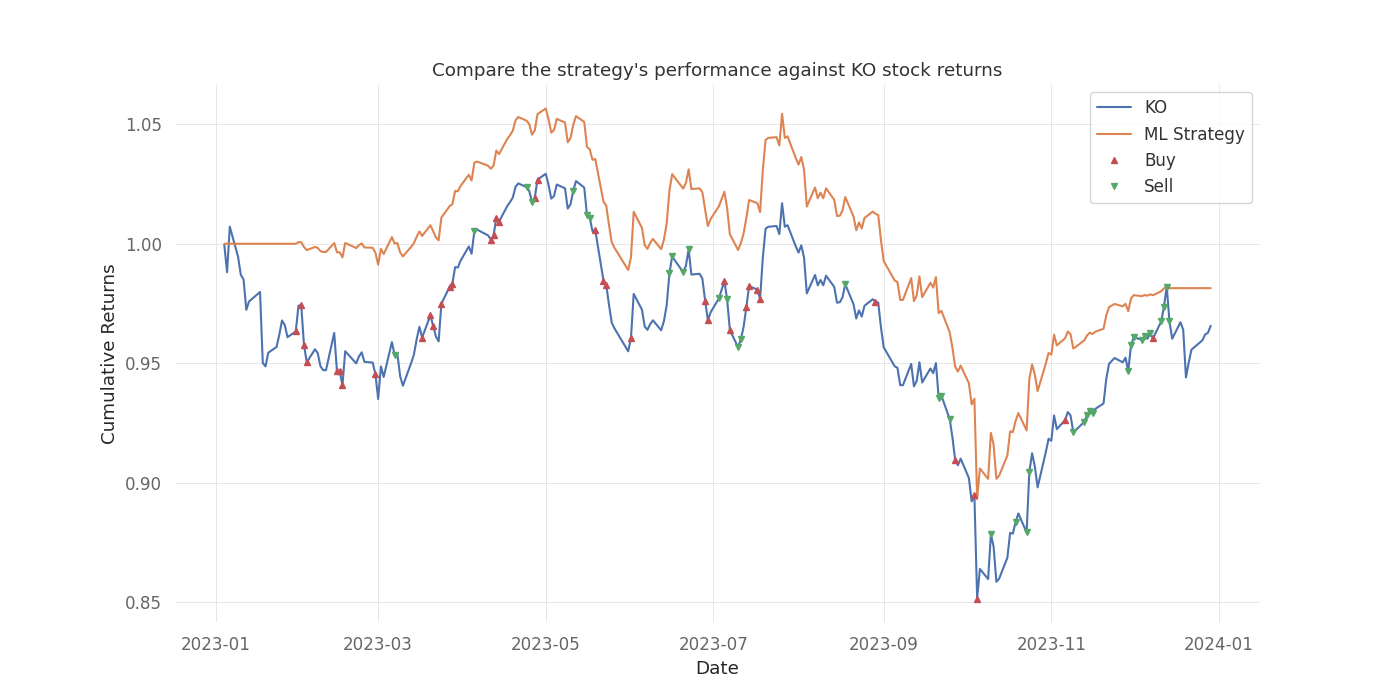 Compare the strategy's performance against KO stock returns
KO
ML Strategy
Buy
Sell
Cumulative Returns
1.05
1.00
0.95
0.90
0.85
2023-01
2023-03
2023-05
2023-07
2023-09
2023-11
2024-01
Date